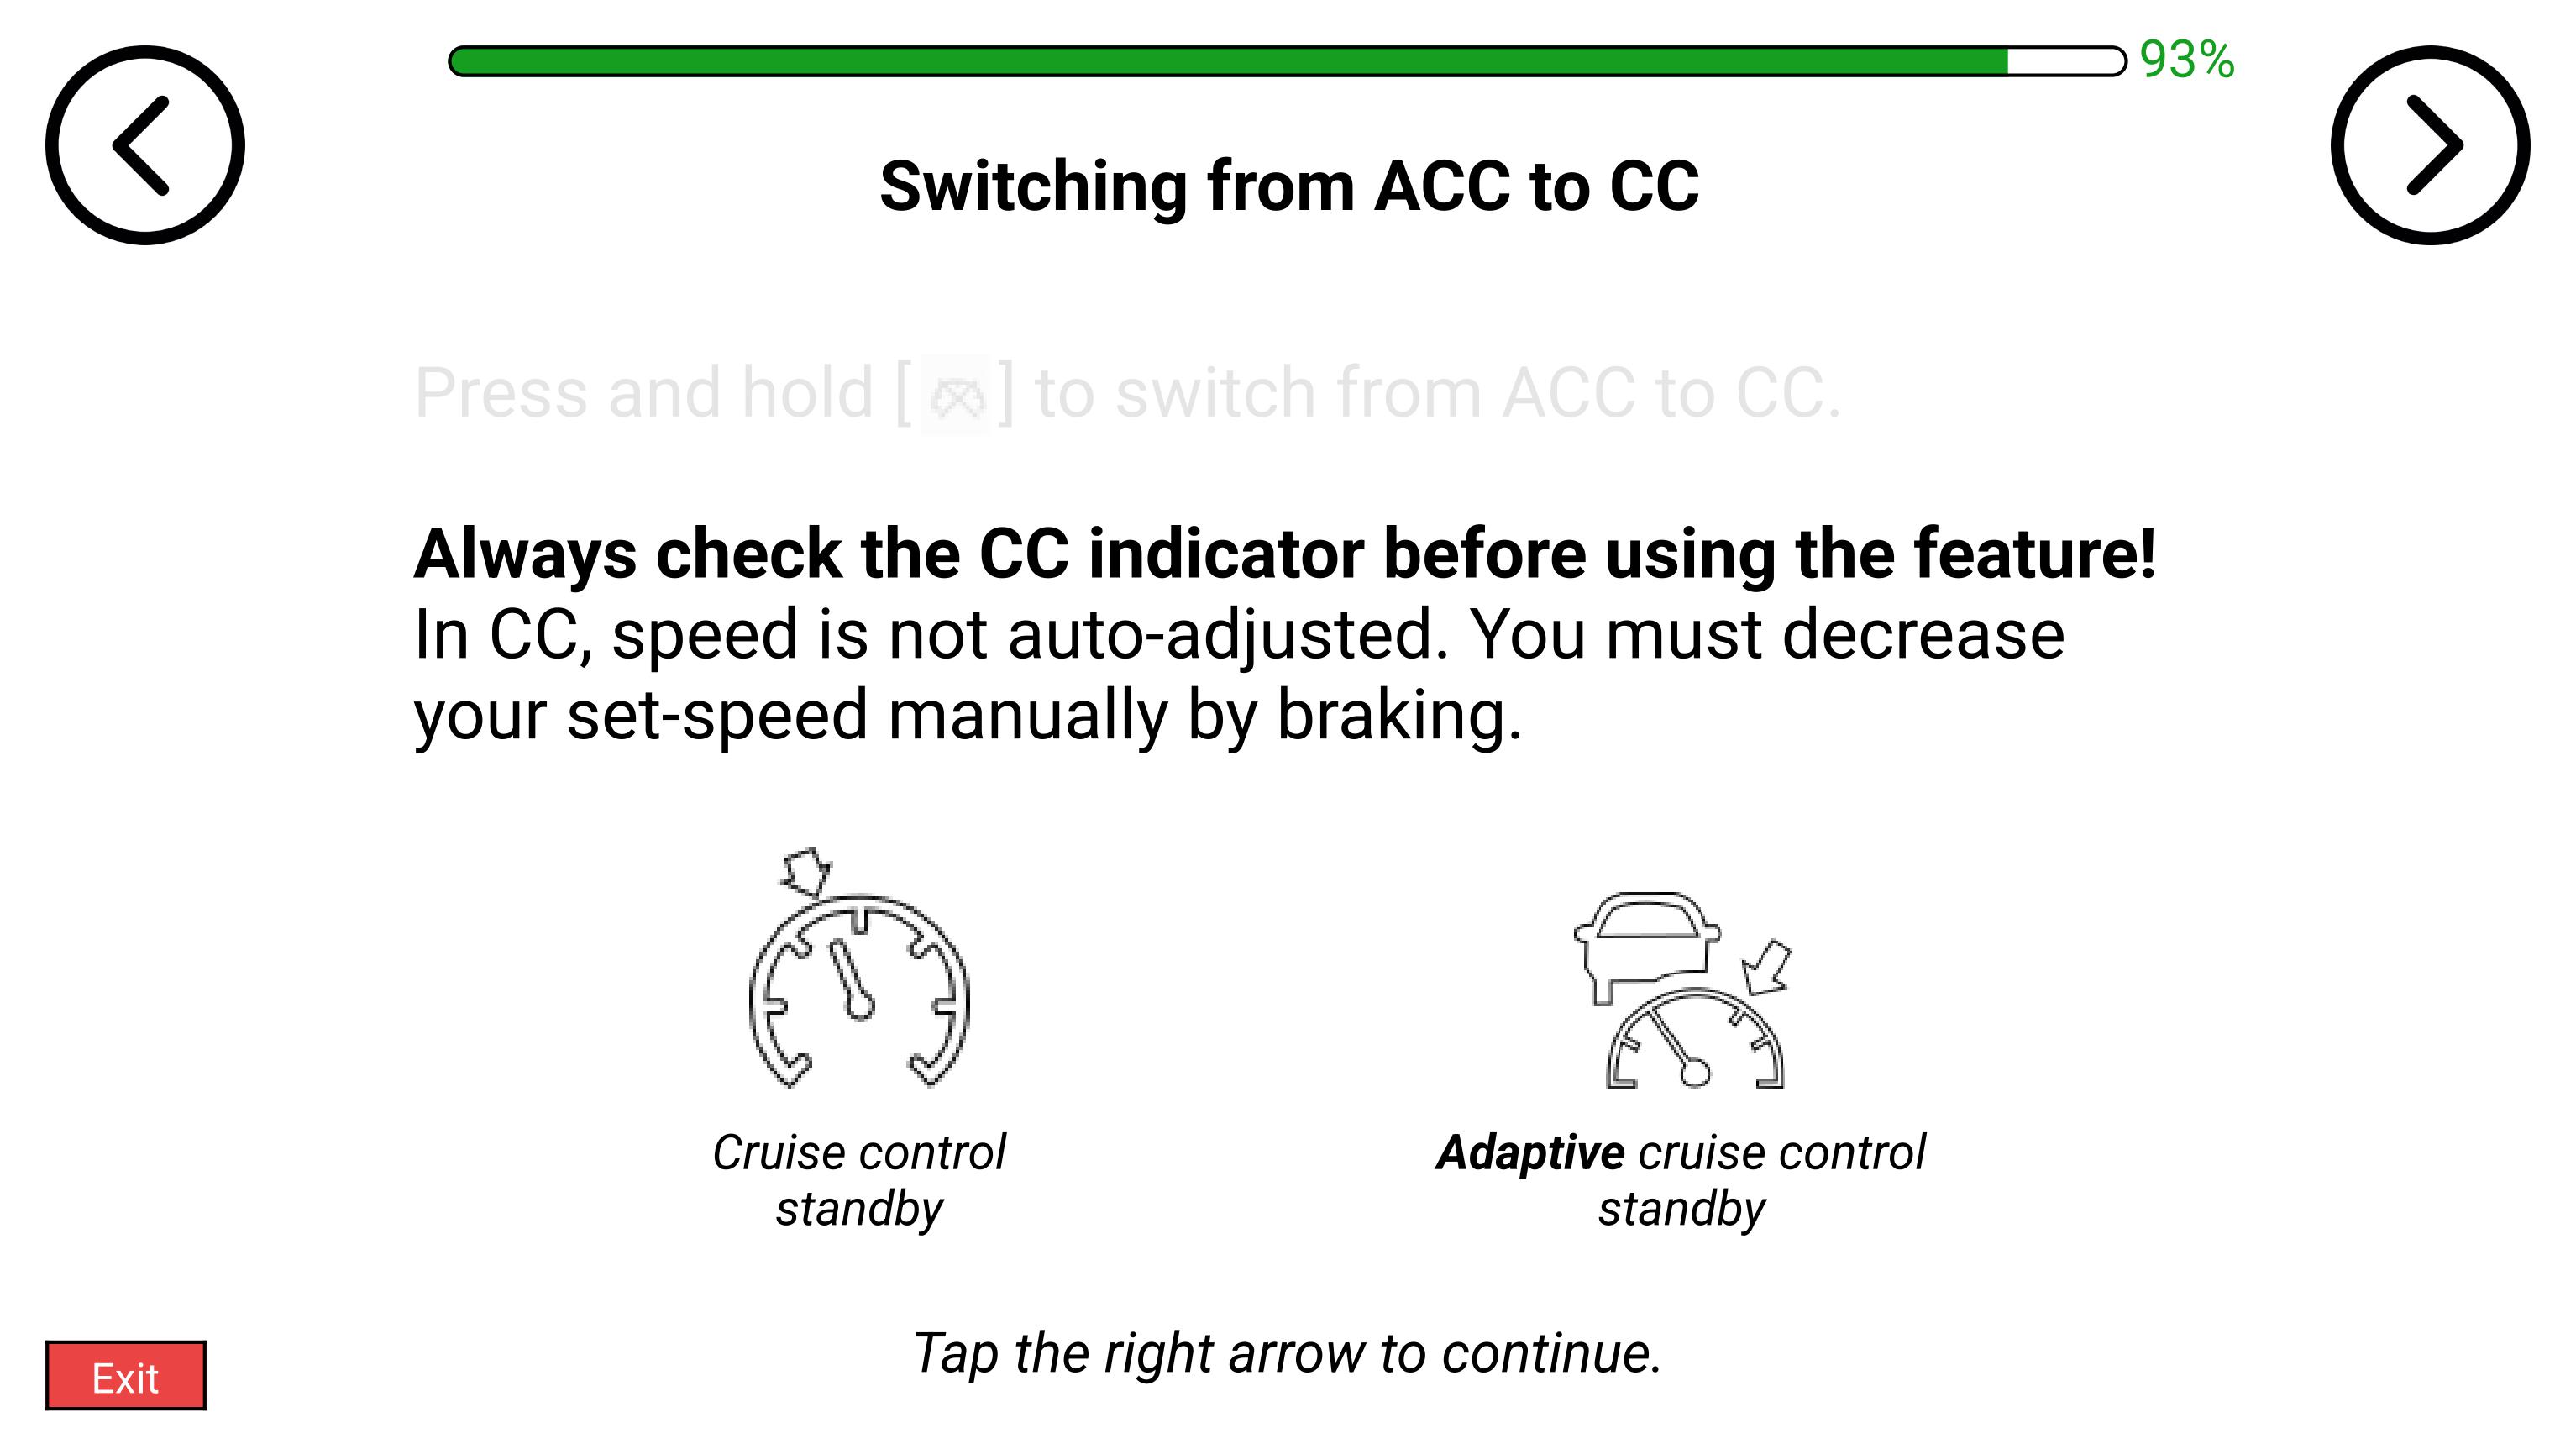 93%
Switching from ACC to CC
Press and hold [ ] to switch from ACC to CC.
Always check the CC indicator before using the feature!
In CC, speed is not auto-adjusted. You must decrease
your set-speed manually by braking.
Cruise control
standby
Adaptive cruise control
standby
Tap the right arrow to continue.
Exit